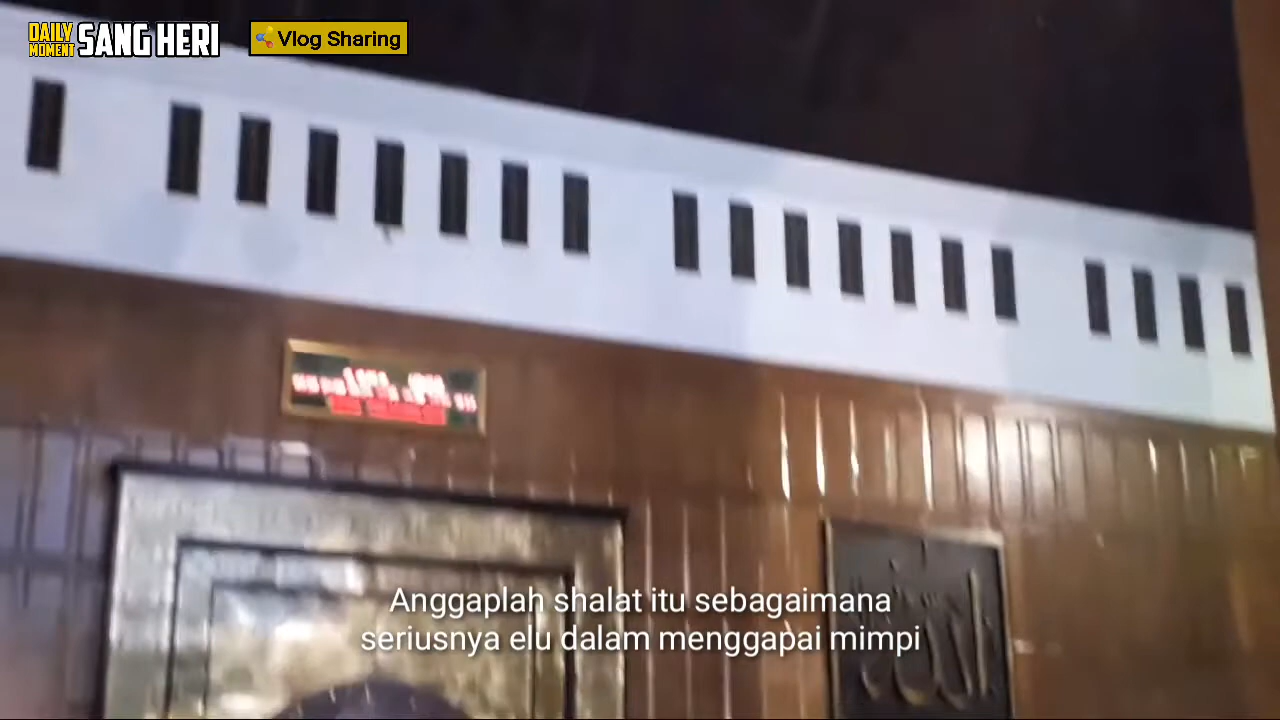 DAILY
MOMENT
SANG HERI
Vlog Sharing
Anggaplah shalat itu sebagaimana
seriusnya elu dalam menggapai mimpi